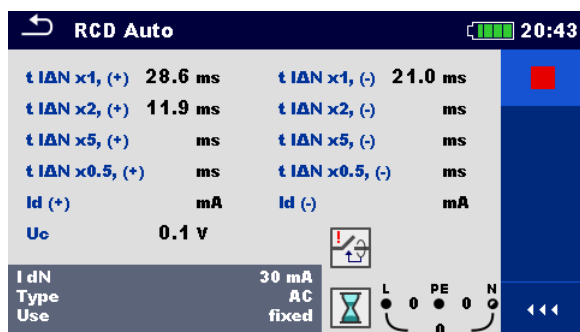 RCD Auto 20:43
t IΔN x1, (+) 28.6 ms t IΔN x1, (-) 21.0 ms
t IΔN x2, (+) 11.9 ms t IΔN x2, (-) ms
t IΔN x5, (+) ms t IΔN x5, (-) ms
t IΔN x0.5, (+) ms t IΔN x0.5, (-) ms
Id (+) mA Id (-) mA
Uc 0.1 V
I dN 30 mA
Type AC
Use fixed
L PE N
0 0
0